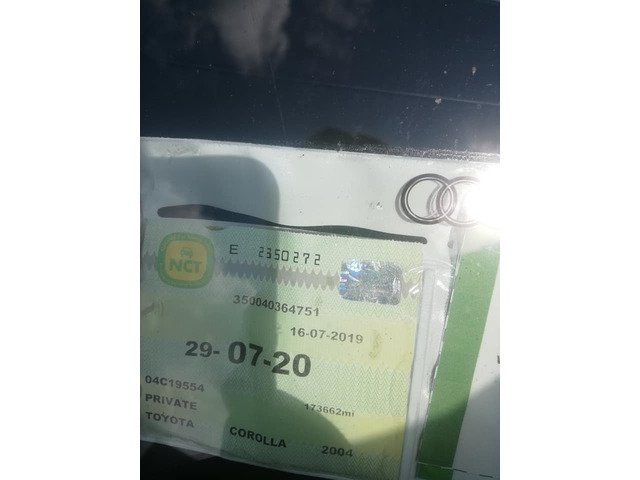 E 2350272
NCT
350040364751
16-07-2019
29-07-20
04C19554
173662mi
PRIVATE
TOYOTA COROLLA 2004